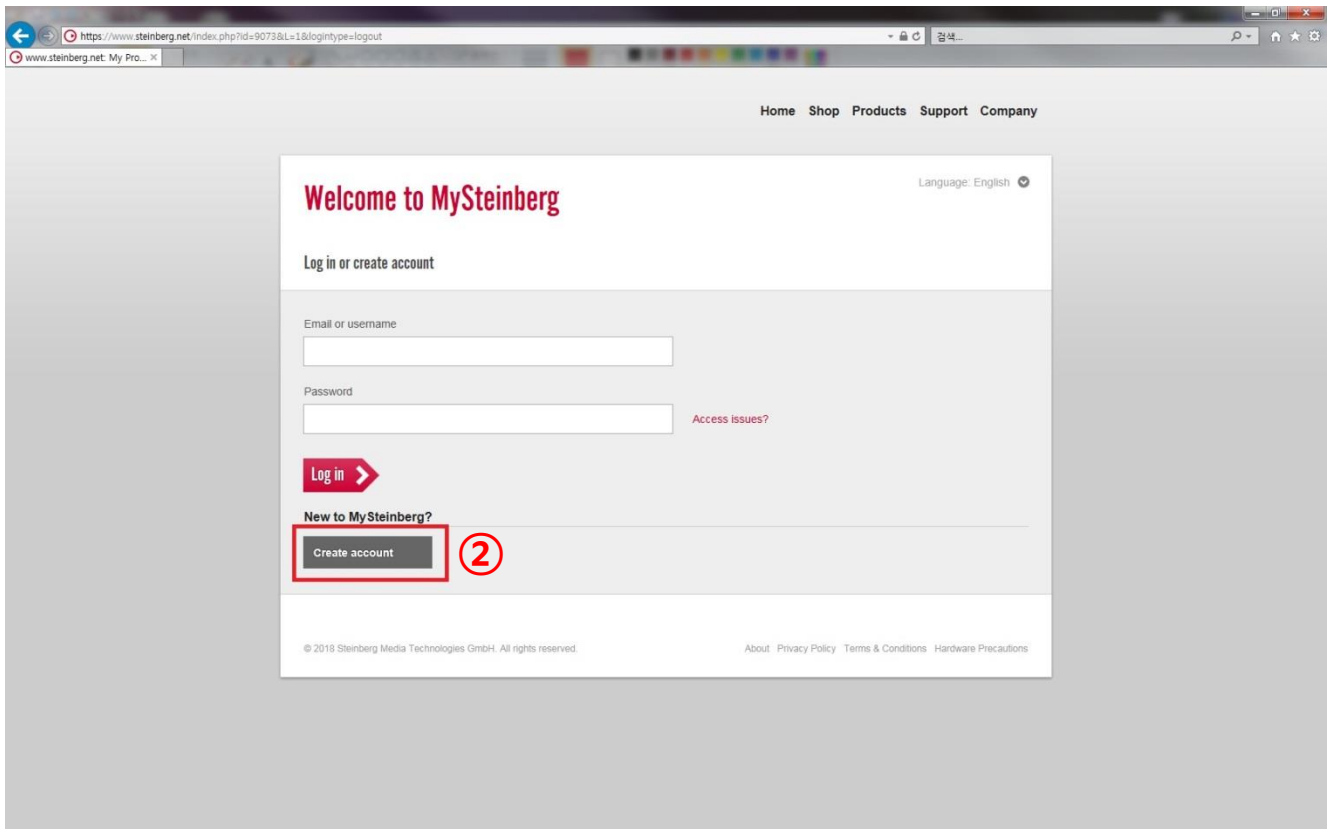 https://www.steinberg.net/index.php?id=9073&L=1&logintype=logout
검색...
www.steinberg.net: My Pro...
Home Shop Products Support Company
Welcome to MySteinberg
Language: English
Log in or create account
Email or username
Password
Access issues?
Log in
New to MySteinberg?
Create account
②
© 2018 Steinberg Media Technologies GmbH. All rights reserved.
About Privacy Policy Terms & Conditions Hardware Precautions